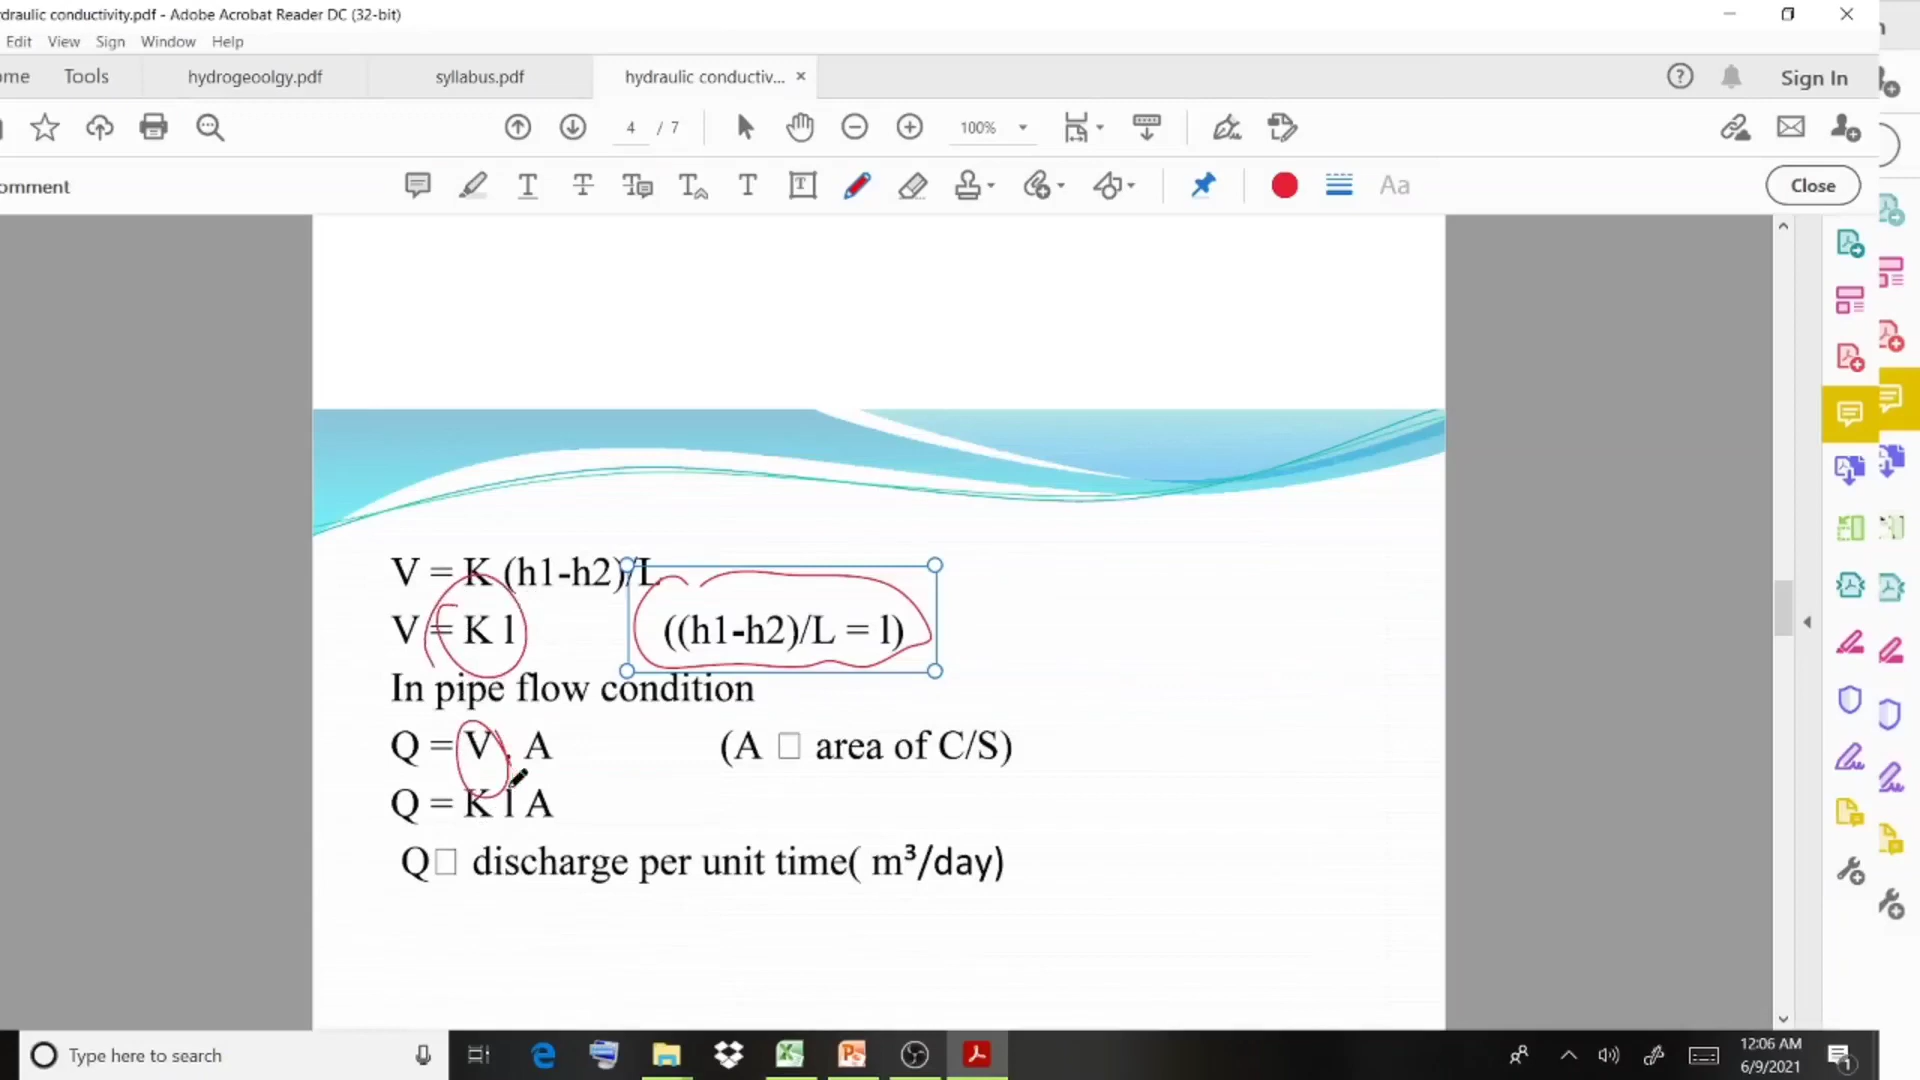 draulic conductivity.pdf - Adobe Acrobat Reader DC (32-bit)
Edit View Sign Window Help
ome Tools hydrogeoolgy.pdf syllabus.pdf hydraulic conductiv... × Sign In
4 / 7 100%
omment Aa Close
V = K (h1-h2)/L
V = K l ((h1-h2)/L = l)
In pipe flow condition
Q = V . A (A □ area of C/S)
Q = K l A
Q□ discharge per unit time( m³/day)
Type here to search
12:06 AM
6/9/2021
1